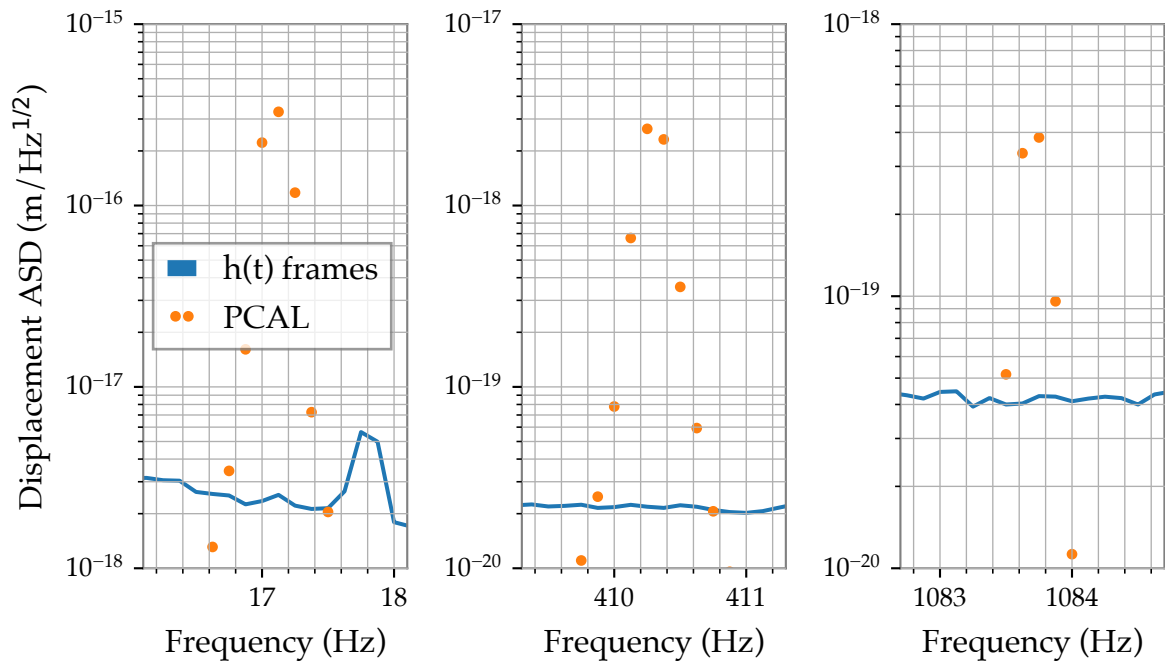 Displacement ASD (m / Hz^{1/2})
10^{−15}
10^{−16}
10^{−17}
10^{−18}
h(t) frames
PCAL
17 18
Frequency (Hz)
10^{−17}
10^{−18}
10^{−19}
10^{−20}
410 411
Frequency (Hz)
10^{−18}
10^{−19}
10^{−20}
1083 1084
Frequency (Hz)